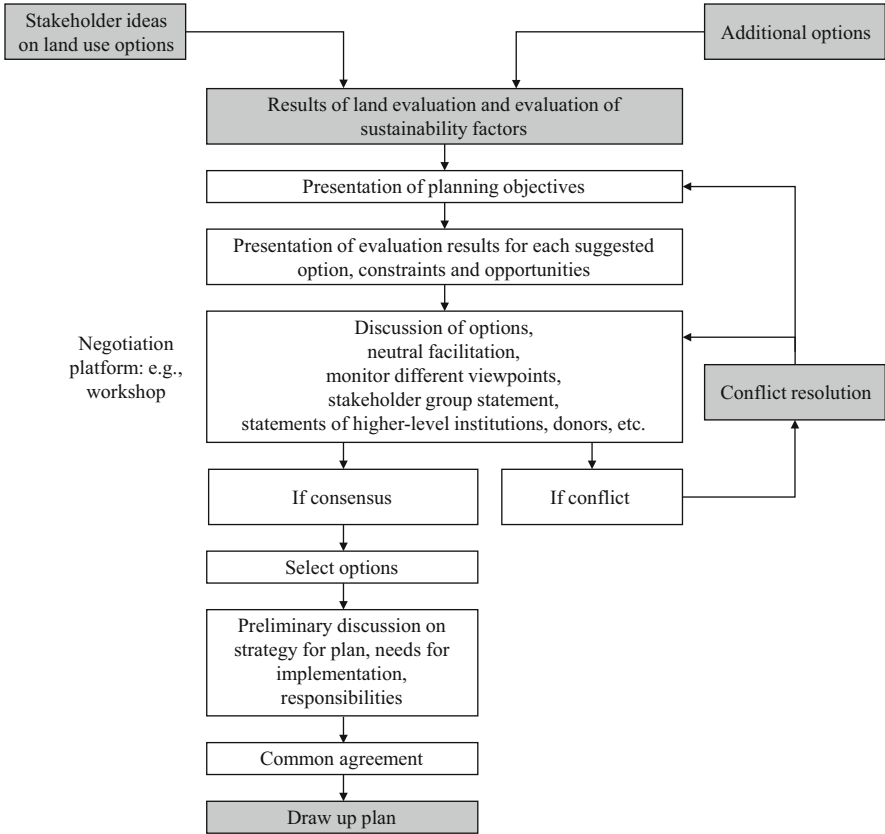 Stakeholder ideas
on land use options
Additional options
Results of land evaluation and evaluation of
sustainability factors
Presentation of planning objectives
Presentation of evaluation results for each suggested
option, constraints and opportunities
Negotiation
platform: e.g.,
workshop
Discussion of options,
neutral facilitation,
monitor different viewpoints,
stakeholder group statement,
statements of higher-level institutions, donors, etc.
Conflict resolution
If consensus
If conflict
Select options
Preliminary discussion on
strategy for plan, needs for
implementation,
responsibilities
Common agreement
Draw up plan